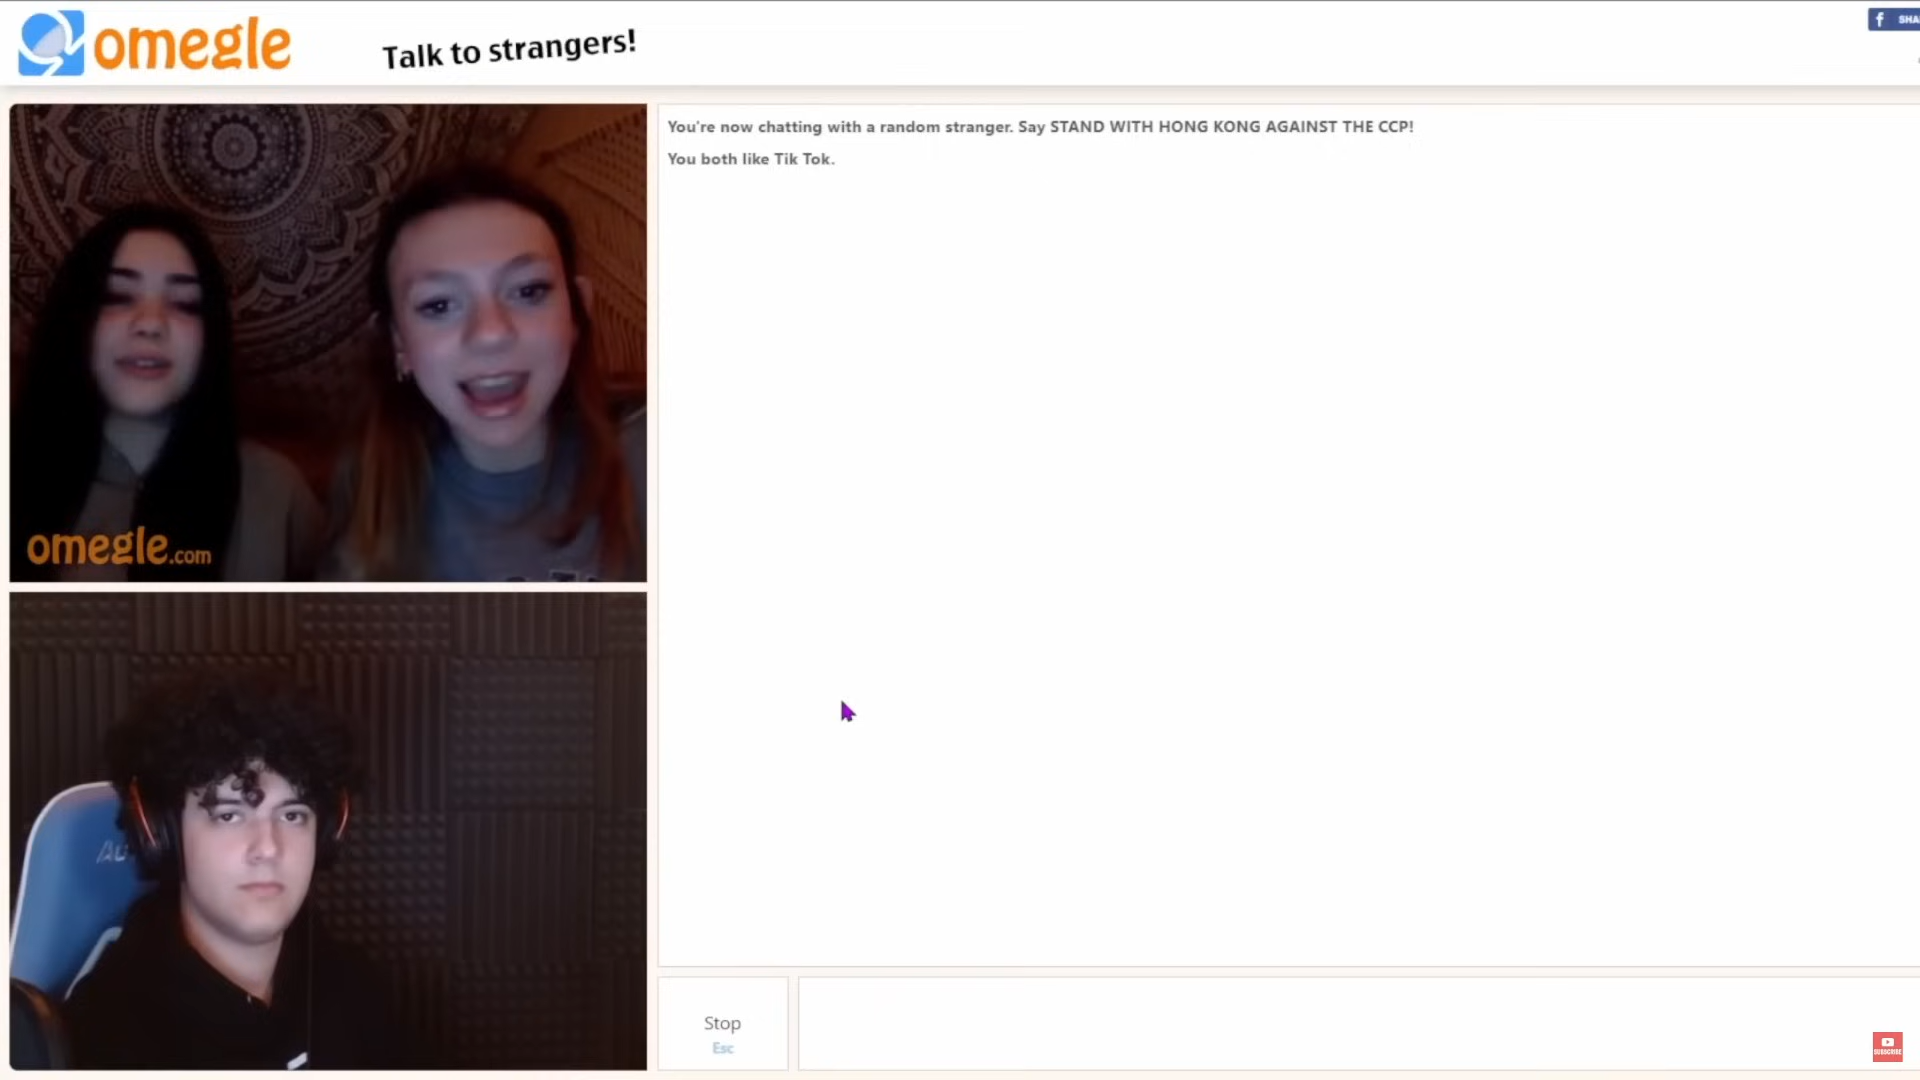 omegle
Talk to strangers!
You're now chatting with a random stranger. Say STAND WITH HONG KONG AGAINST THE CCP!
You both like Tik Tok.
omegle.com
Stop
Esc
SUBSCRIBE